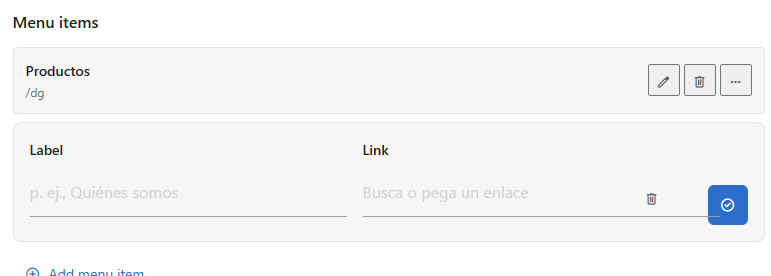 Menu items
Productos
/dg
Label Link
p. ej., Quiénes somos Busca o pega un enlace
Add menu item